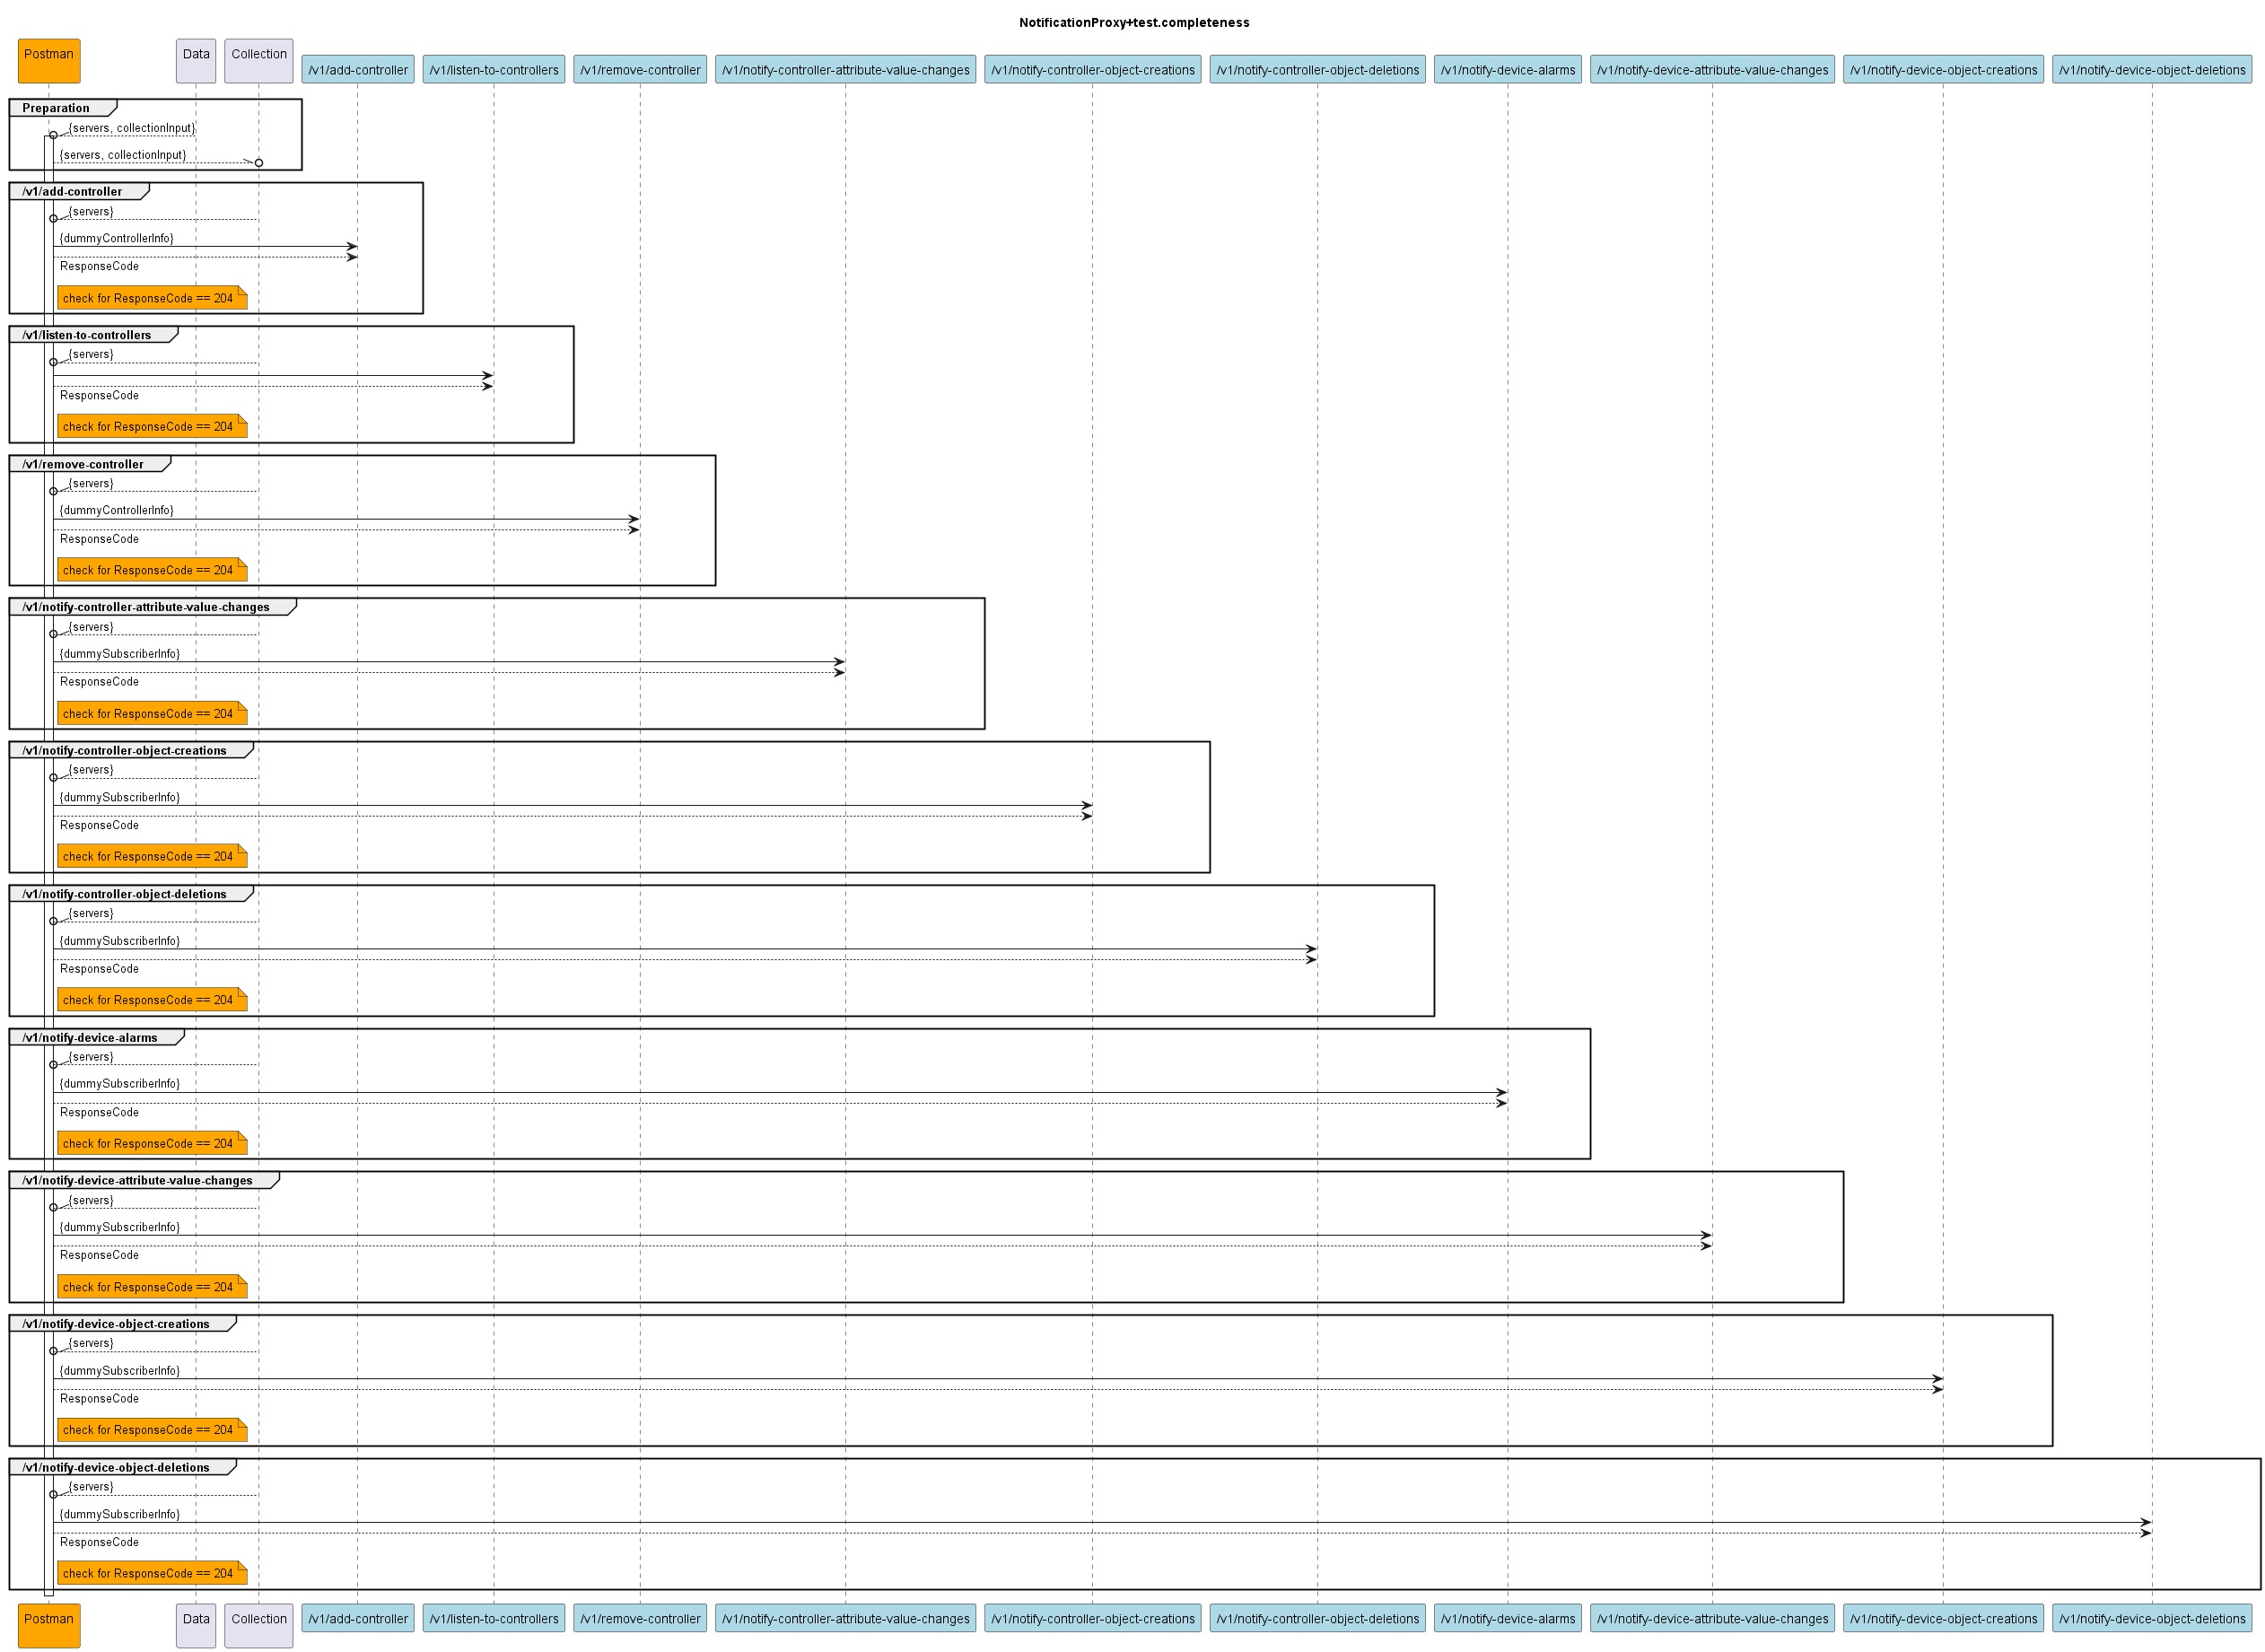 NotificationProxy+test.completeness
Postman
Data
Collection
/v1/add-controller
/v1/listen-to-controllers
/v1/remove-controller
/v1/notify-controller-attribute-value-changes
/v1/notify-controller-object-creations
/v1/notify-controller-object-deletions
/v1/notify-device-alarms
/v1/notify-device-attribute-value-changes
/v1/notify-device-object-creations
/v1/notify-device-object-deletions
Preparation
{servers, collectionInput}
{servers, collectionInput}
/v1/add-controller
{servers}
{dummyControllerInfo}
ResponseCode
check for ResponseCode == 204
/v1/listen-to-controllers
{servers}
ResponseCode
check for ResponseCode == 204
/v1/remove-controller
{servers}
{dummyControllerInfo}
ResponseCode
check for ResponseCode == 204
/v1/notify-controller-attribute-value-changes
{servers}
{dummySubscriberInfo}
ResponseCode
check for ResponseCode == 204
/v1/notify-controller-object-creations
{servers}
{dummySubscriberInfo}
ResponseCode
check for ResponseCode == 204
/v1/notify-controller-object-deletions
{servers}
{dummySubscriberInfo}
ResponseCode
check for ResponseCode == 204
/v1/notify-device-alarms
{servers}
{dummySubscriberInfo}
ResponseCode
check for ResponseCode == 204
/v1/notify-device-attribute-value-changes
{servers}
{dummySubscriberInfo}
ResponseCode
check for ResponseCode == 204
/v1/notify-device-object-creations
{servers}
{dummySubscriberInfo}
ResponseCode
check for ResponseCode == 204
/v1/notify-device-object-deletions
{servers}
{dummySubscriberInfo}
ResponseCode
check for ResponseCode == 204
Postman
Data
Collection
/v1/add-controller
/v1/listen-to-controllers
/v1/remove-controller
/v1/notify-controller-attribute-value-changes
/v1/notify-controller-object-creations
/v1/notify-controller-object-deletions
/v1/notify-device-alarms
/v1/notify-device-attribute-value-changes
/v1/notify-device-object-creations
/v1/notify-device-object-deletions